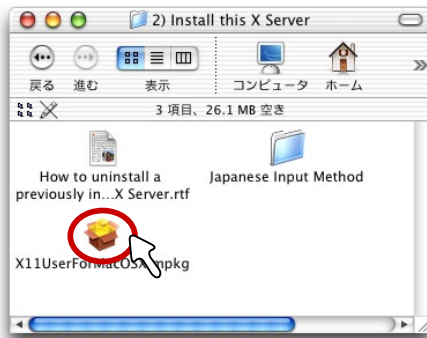 2) Install this X Server
戻る 進む 表示 コンピュータ ホーム
3 項目、26.1 MB 空き
How to uninstall a
previously in...X Server.rtf
Japanese Input Method
X11UserForMacOSX.mpkg